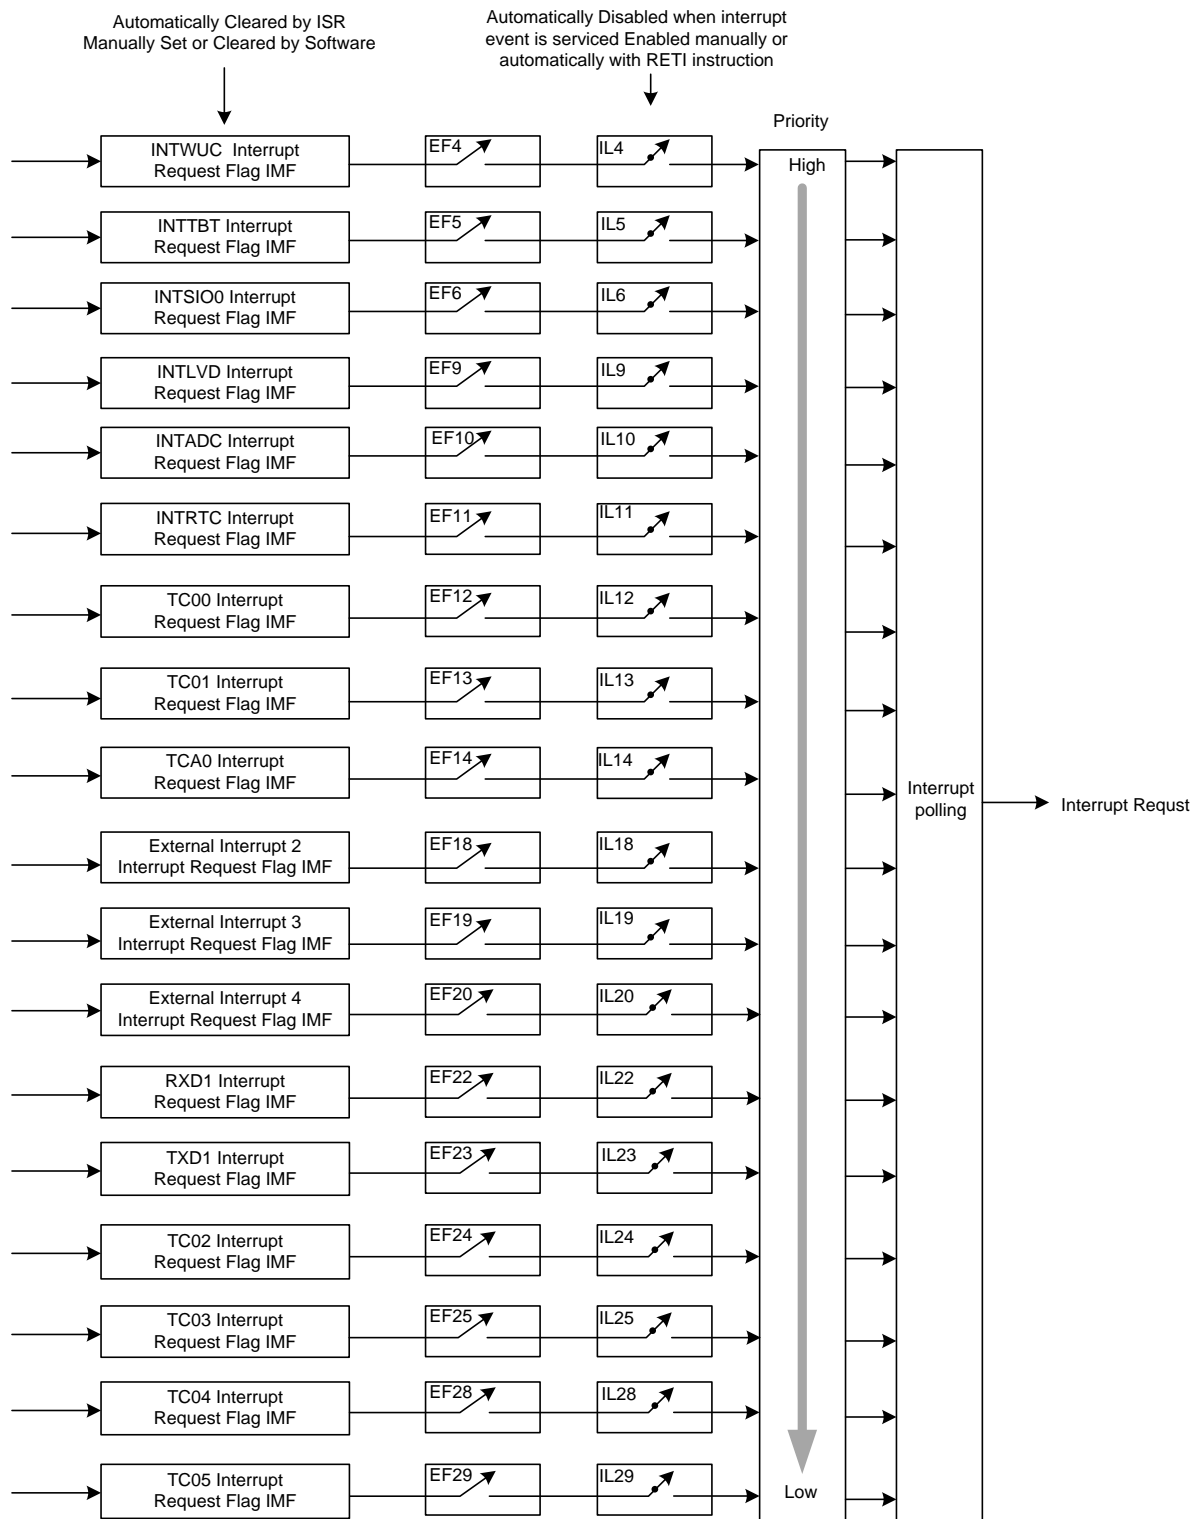 Automatically Cleared by ISR
Manually Set or Cleared by Software
Automatically Disabled when interrupt
event is serviced Enabled manually or
automatically with RETI instruction
Priority
INTWUC Interrupt
Request Flag IMF
EF4
IL4
High
INTTBT Interrupt
Request Flag IMF
EF5
IL5
INTSIO0 Interrupt
Request Flag IMF
EF6
IL6
INTLVD Interrupt
Request Flag IMF
EF9
IL9
INTADC Interrupt
Request Flag IMF
EF10
IL10
INTRTC Interrupt
Request Flag IMF
EF11
IL11
TC00 Interrupt
Request Flag IMF
EF12
IL12
TC01 Interrupt
Request Flag IMF
EF13
IL13
TCA0 Interrupt
Request Flag IMF
EF14
IL14
Interrupt
polling
Interrupt Requst
External Interrupt 2
Interrupt Request Flag IMF
EF18
IL18
External Interrupt 3
Interrupt Request Flag IMF
EF19
IL19
External Interrupt 4
Interrupt Request Flag IMF
EF20
IL20
RXD1 Interrupt
Request Flag IMF
EF22
IL22
TXD1 Interrupt
Request Flag IMF
EF23
IL23
TC02 Interrupt
Request Flag IMF
EF24
IL24
TC03 Interrupt
Request Flag IMF
EF25
IL25
TC04 Interrupt
Request Flag IMF
EF28
IL28
TC05 Interrupt
Request Flag IMF
EF29
IL29
Low